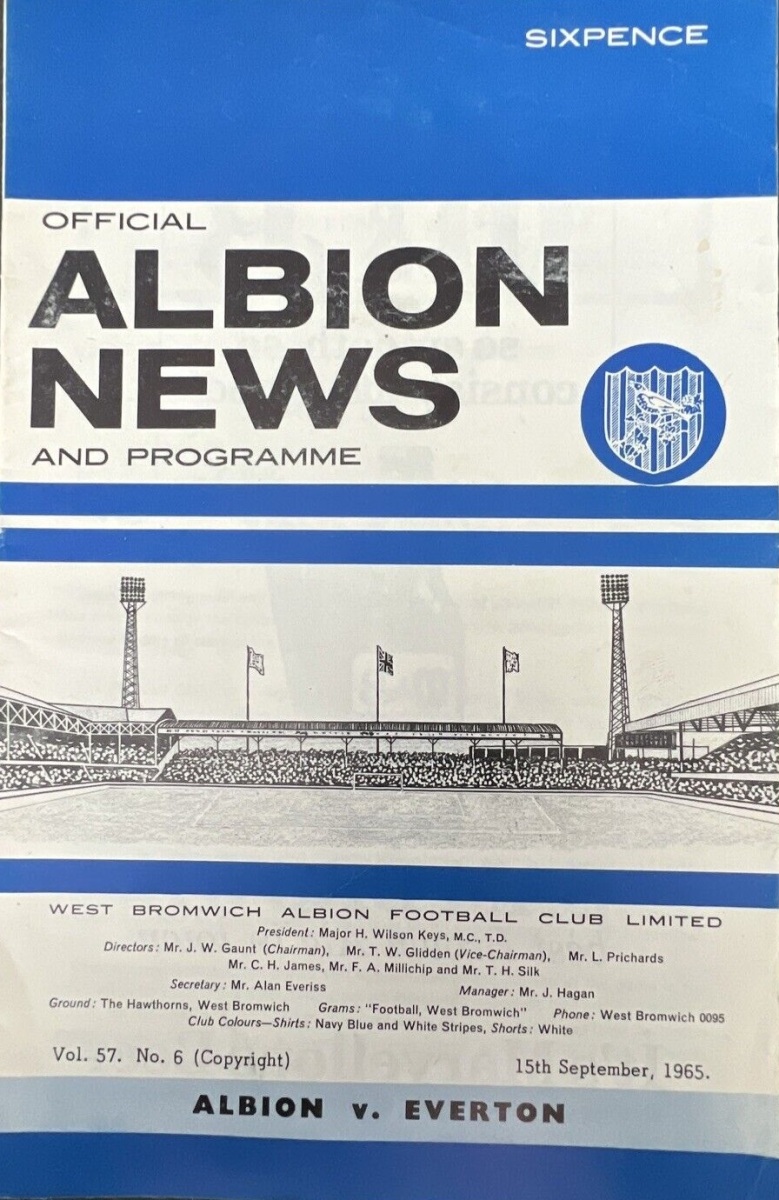 SIXPENCE
OFFICIAL
ALBION
NEWS
AND PROGRAMME
WEST BROMWICH ALBION FOOTBALL CLUB LIMITED
President: Major H. Wilson Keys, M.C., T.D.
Directors: Mr. J. W. Gaunt (Chairman), Mr. T. W. Glidden (Vice-Chairman), Mr. L. Prichards
Mr. C. H. James, Mr. F. A. Millichip and Mr. T. H. Silk
Secretary: Mr. Alan Everiss Manager: Mr. J. Hagan
Ground: The Hawthorns, West Bromwich Grams: "Football, West Bromwich" Phone: West Bromwich 0095
Club Colours—Shirts: Navy Blue and White Stripes, Shorts: White
Vol. 57. No. 6 (Copyright) 15th September, 1965.
ALBION v. EVERTON